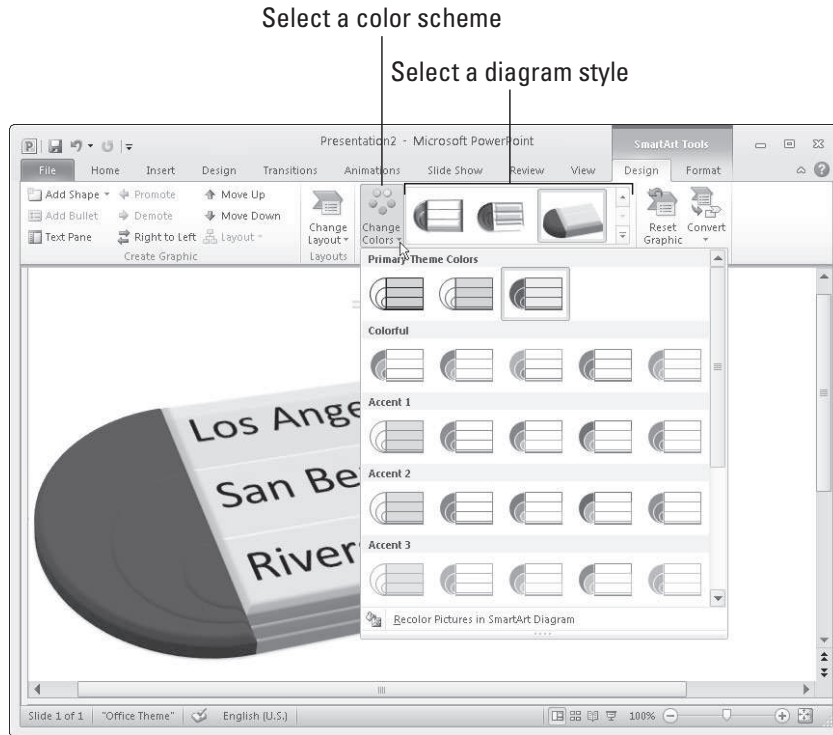 Select a color scheme
Select a diagram style
Presentation2 - Microsoft PowerPoint
SmartArt Tools
File Home Insert Design Transitions Animations Slide Show Review View Design Format
Add Shape Promote Move Up
Add Bullet Demote Move Down
Text Pane Right to Left Layout
Change Layout
Change Colors
Reset Graphic
Convert
Create Graphic
Layouts
Primary Theme Colors
Colorful
Accent 1
Accent 2
Accent 3
Recolor Pictures in SmartArt Diagram
Los Ange
San Be
River
Slide 1 of 1 "Office Theme" English (U.S.) 100%